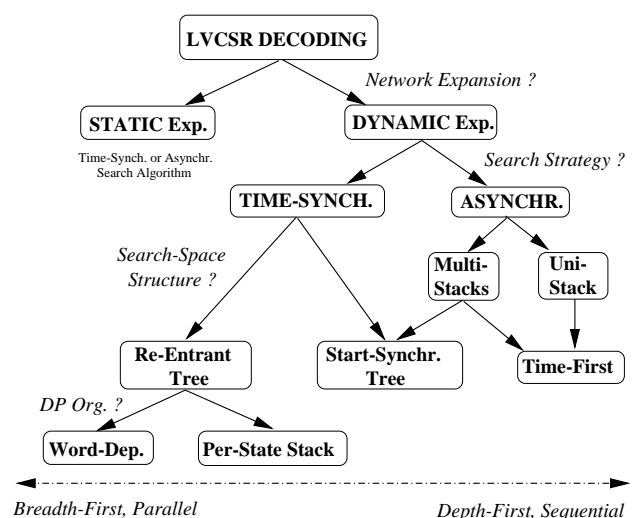 LVCSR DECODING
Network Expansion ?
STATIC Exp.
DYNAMIC Exp.
Time-Synch. or Asynchr.
Search Algorithm
Search Strategy ?
TIME-SYNCH.
ASYNCHR.
Search-Space
Structure ?
Multi-
Stacks
Uni-
Stack
Re-Entrant
Tree
Start-Synchr.
Tree
Time-First
DP Org. ?
Word-Dep.
Per-State Stack
Breadth-First, Parallel
Depth-First, Sequential